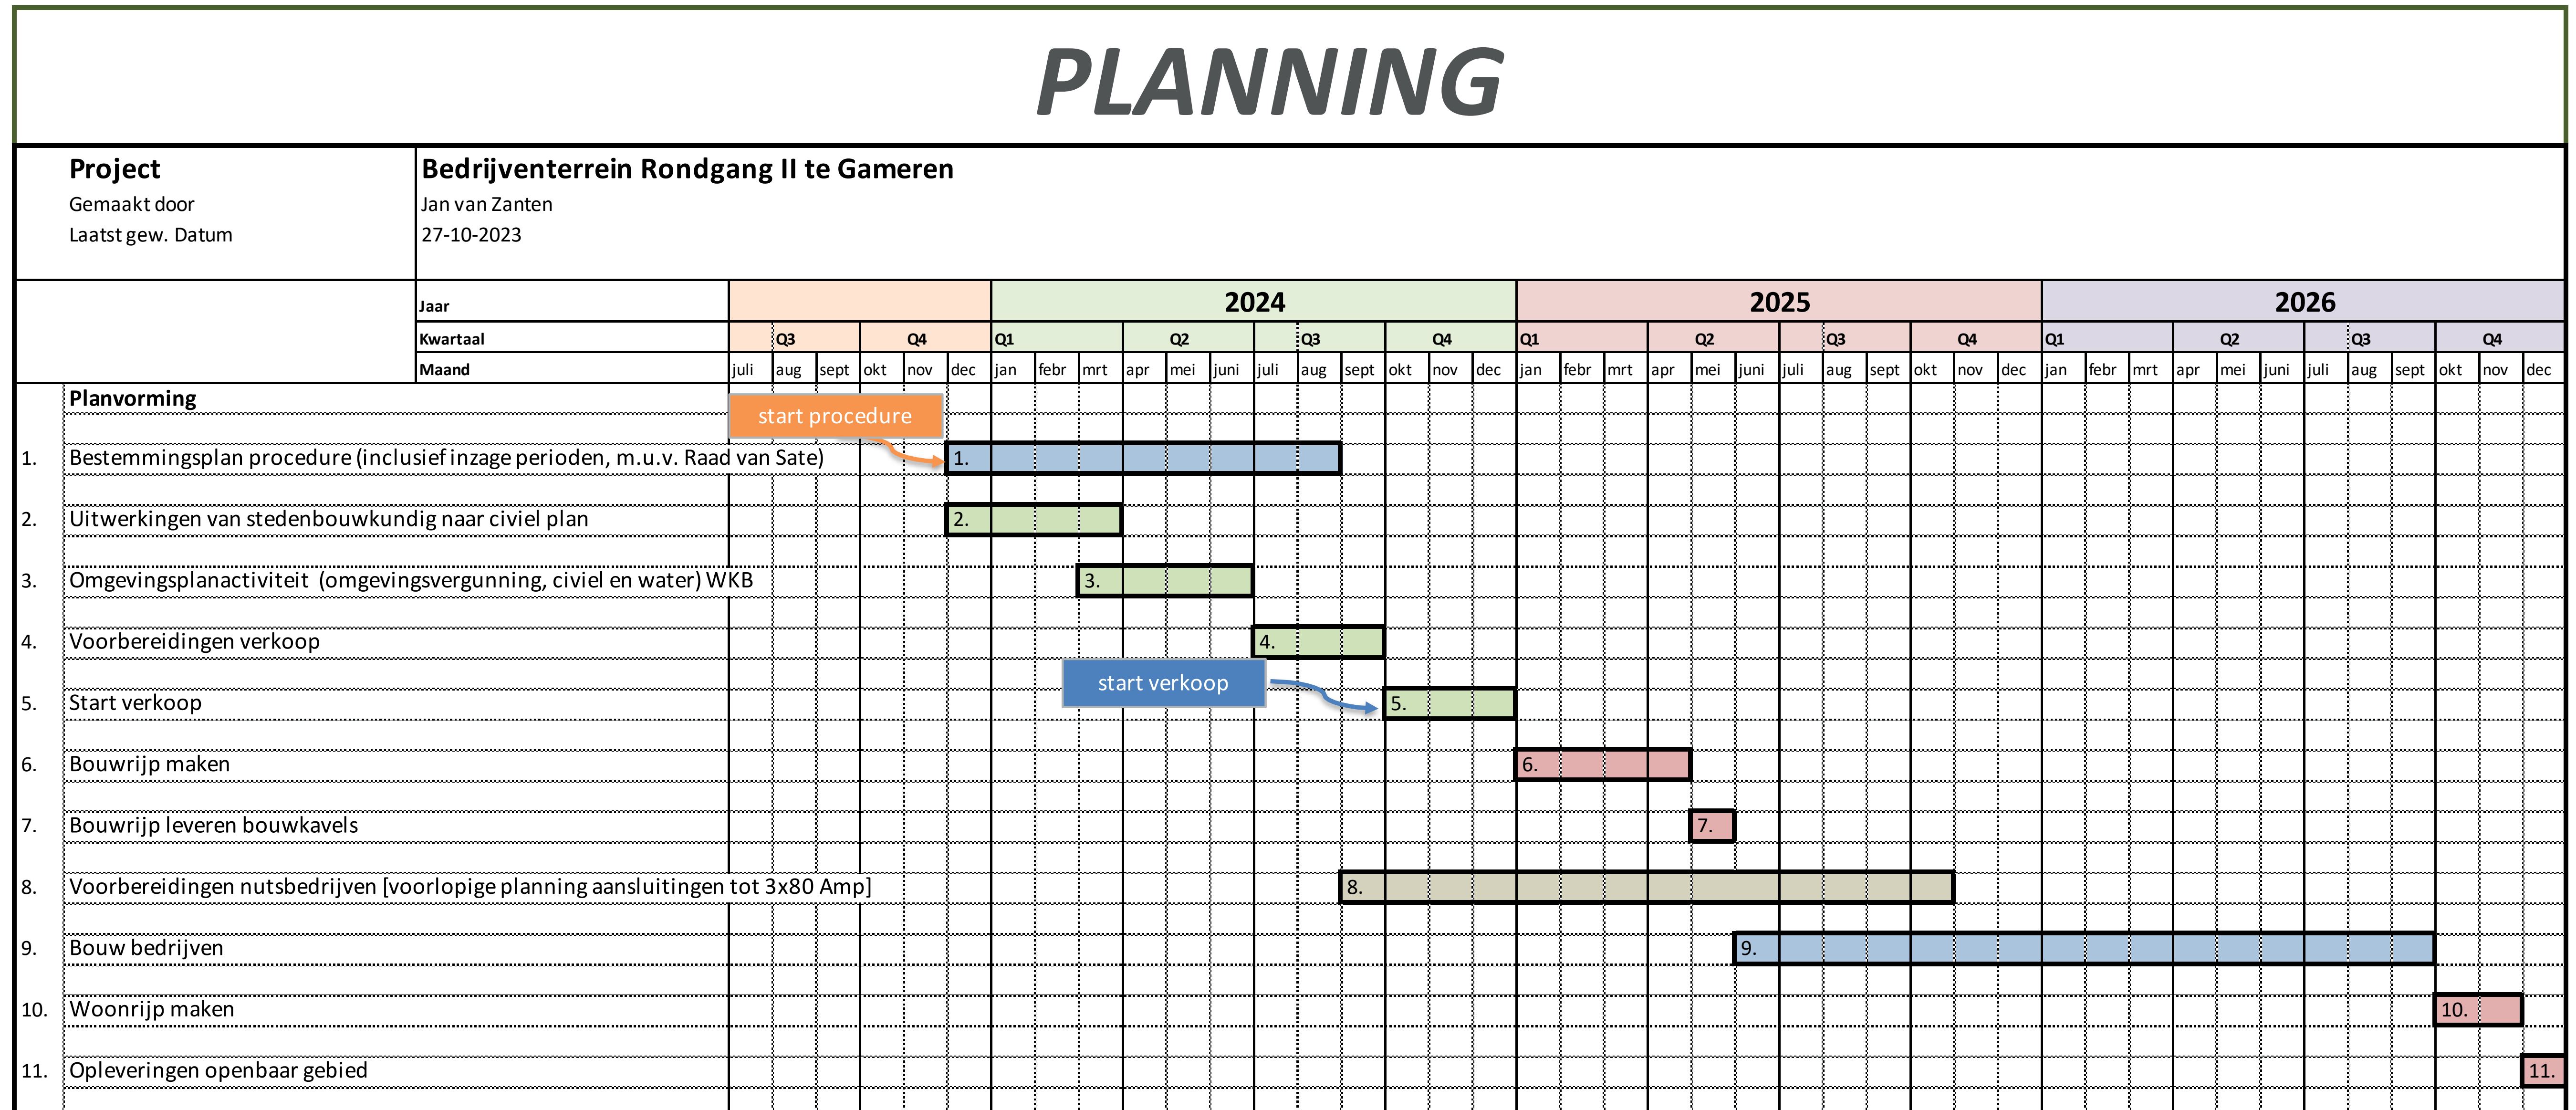 PLANNING
Project Bedrijventerrein Rondgang II te Gameren
Gemaakt door Jan van Zanten
Laatst gew. Datum 27-10-2023
Jaar 2024 2025 2026
Kwartaal Q3 Q4 Q1 Q2 Q3 Q4 Q1 Q2 Q3 Q4 Q1 Q2 Q3 Q4
Maand juli aug sept okt nov dec jan febr mrt apr mei juni juli aug sept okt nov dec jan febr mrt apr mei juni juli aug sept okt nov dec jan febr mrt apr mei juni juli aug sept okt nov dec
Planvorming
start procedure
1. Bestemmingsplan procedure (inclusief inzage perioden, m.u.v. Raad van Sate) 1.
2. Uitwerkingen van stedenbouwkundig naar civiel plan 2.
3. Omgevingsplanactiviteit (omgevingsvergunning, civiel en water) WKB 3.
4. Voorbereidingen verkoop 4.
start verkoop
5. Start verkoop 5.
6. Bouwrijp maken 6.
7. Bouwrijp leveren bouwkavels 7.
8. Voorbereidingen nutsbedrijven [voorlopige planning aansluitingen tot 3x80 Amp] 8.
9. Bouw bedrijven 9.
10. Woonrijp maken 10.
11. Opleveringen openbaar gebied 11.